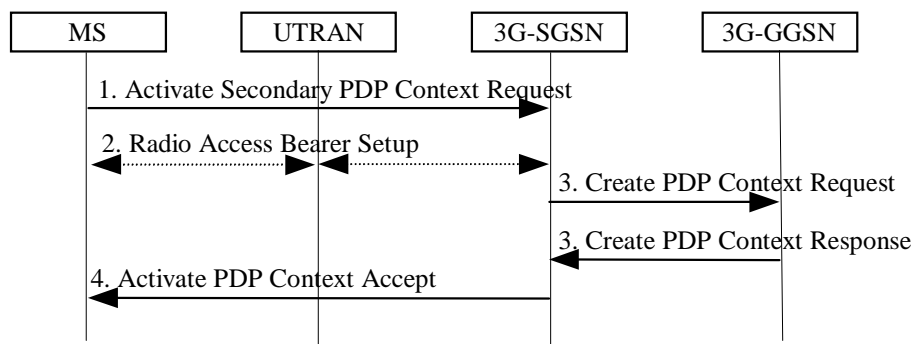 MS
UTRAN
3G-SGSN
3G-GGSN
1. Activate Secondary PDP Context Request
2. Radio Access Bearer Setup
3. Create PDP Context Request
3. Create PDP Context Response
4. Activate PDP Context Accept